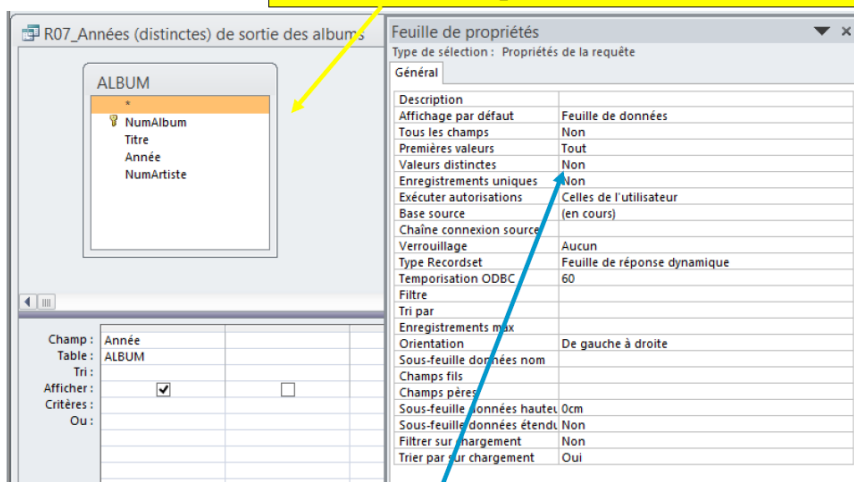 R07_Années (distinctes) de sortie des albums
ALBUM
*
NumAlbum
Titre
Année
NumArtiste
Champ : Année
Table : ALBUM
Tri :
Afficher :
Critères :
Ou :
Feuille de propriétés
Type de sélection : Propriétés de la requête
Général
Description
Affichage par défaut Feuille de données
Tous les champs Non
Premières valeurs Tout
Valeurs distinctes Non
Enregistrements uniques Non
Exécuter autorisations Celles de l'utilisateur
Base source (en cours)
Chaîne connexion source
Verrouillage Aucun
Type Recordset Feuille de réponse dynamique
Temporisation ODBC 60
Filtre
Tri par
Enregistrements max
Orientation De gauche à droite
Sous-feuille données nom
Champs fils
Champs pères
Sous-feuille données hauteu 0cm
Sous-feuille données étendu Non
Filtrer sur chargement Non
Trier par sur chargement Oui